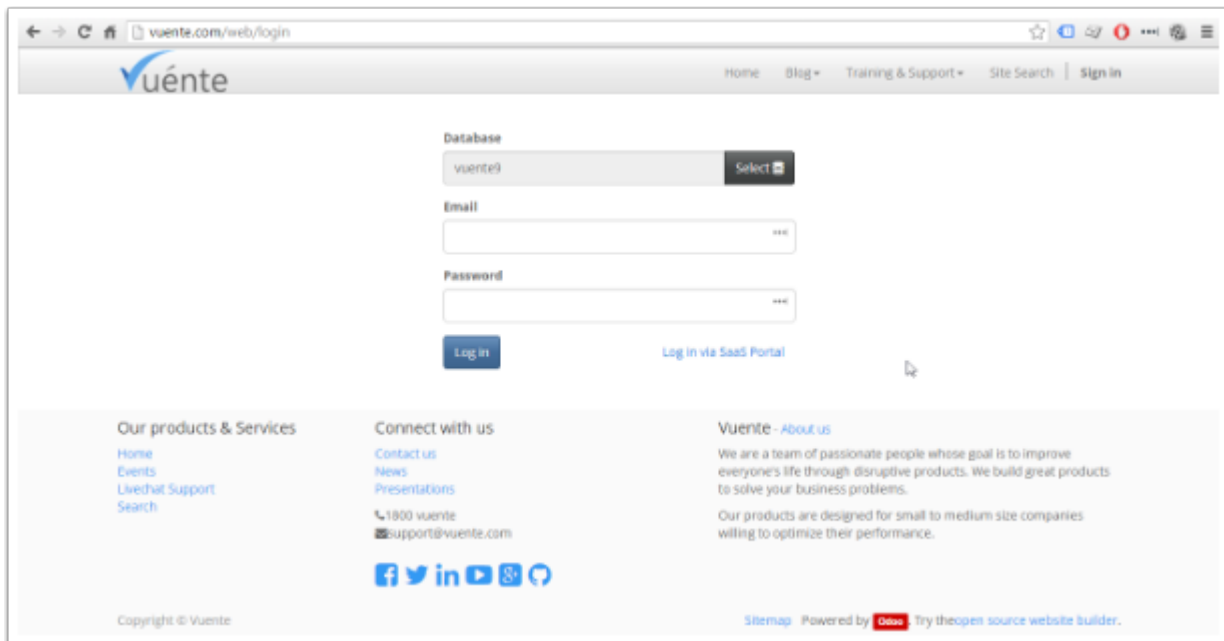 vuente.com/web/login
Vuénte
Home Blog Training & Support Site Search Sign in
Database
vuente9
Select
Email
Password
Log in
Log in via SaaS Portal
Our products & Services
Home
Events
Livechat Support
Search
Connect with us
Contact us
News
Presentations
1800 vuente
support@vuente.com
Vuente - About us
We are a team of passionate people whose goal is to improve
everyone's life through disruptive products. We build great products
to solve your business problems.
Our products are designed for small to medium size companies
willing to optimize their performance.
Copyright © Vuente
Sitemap Powered by Odoo. Try theopen source website builder.